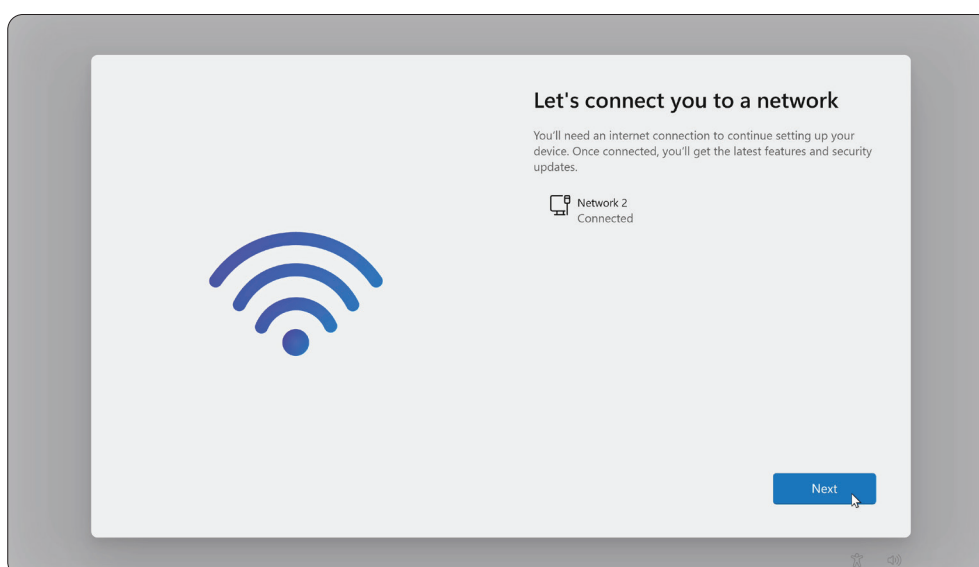 Let's connect you to a network
You'll need an internet connection to continue setting up your
device. Once connected, you'll get the latest features and security
updates.
Network 2
Connected
Next